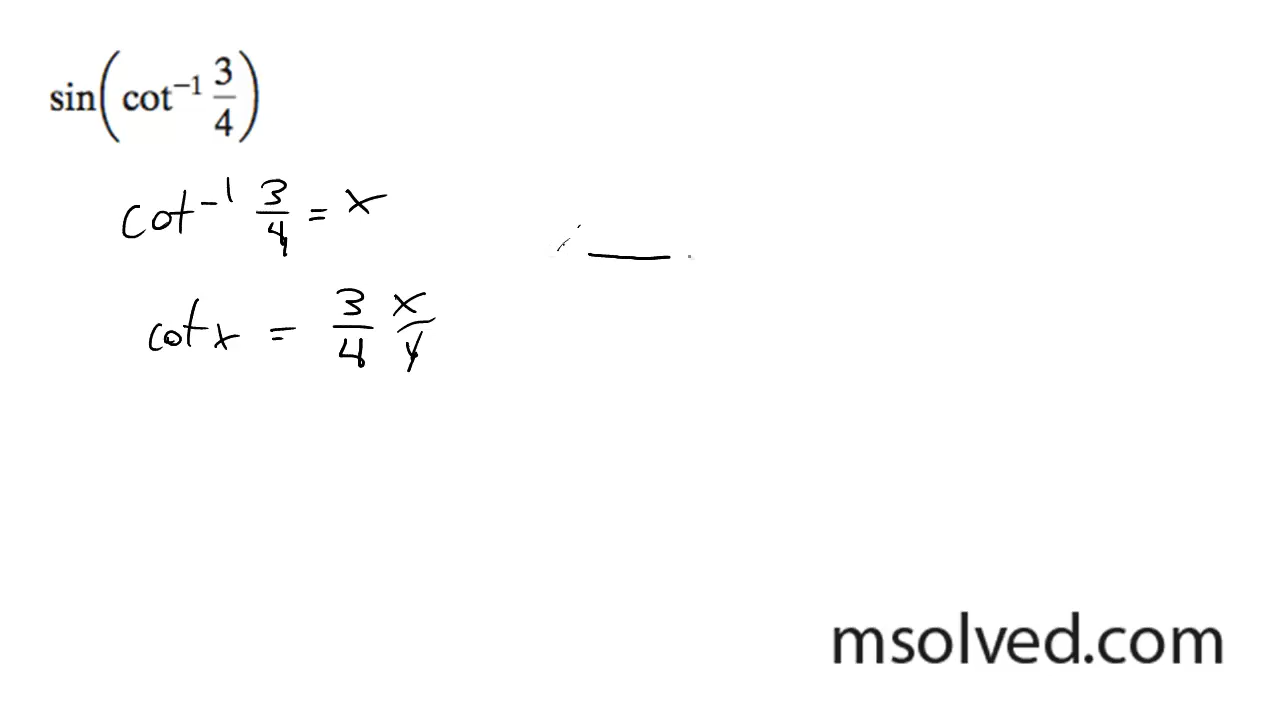 sin(cot⁻¹ 3/4)
cot⁻¹ 3/4 = x
cot x = 3/4 x/y
msolved.com